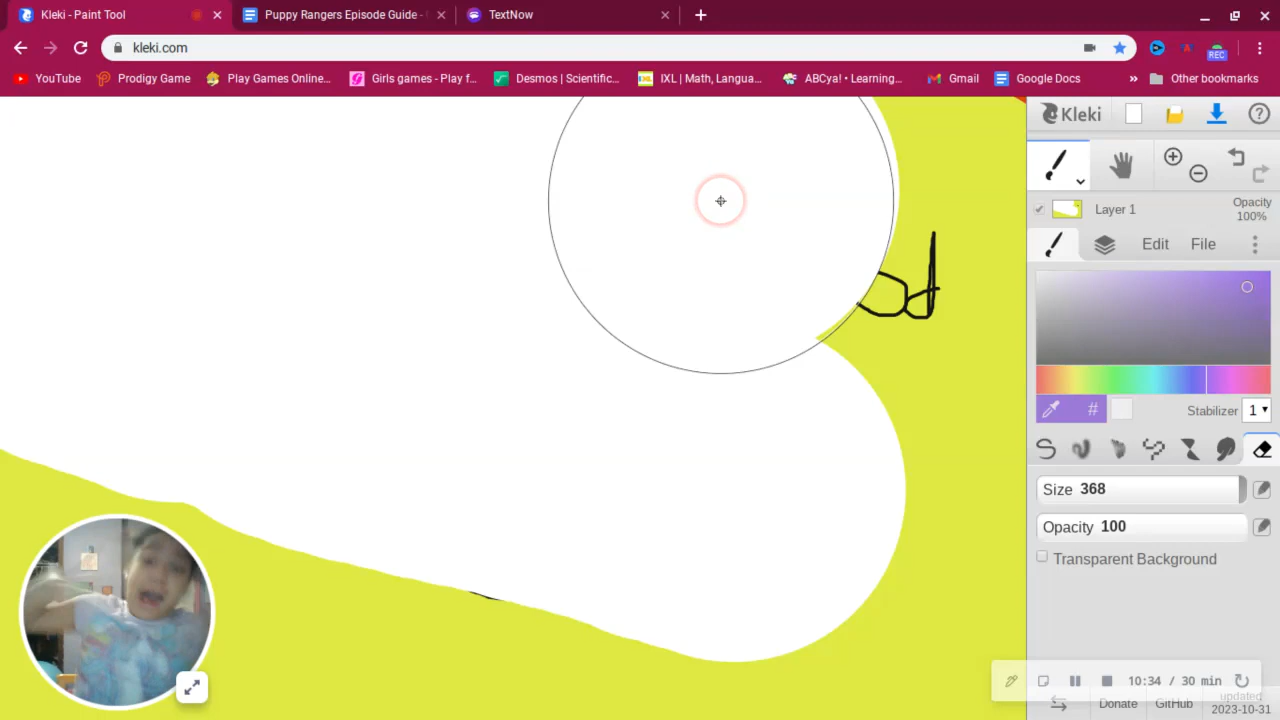 Kleki - Paint Tool
Puppy Rangers Episode Guide -
TextNow
kleki.com
REC
YouTube
Prodigy Game
Play Games Online...
Girls games - Play f...
Desmos | Scientific...
IXL | Math, Langua...
ABCya! • Learning...
Gmail
Google Docs
»
Other bookmarks
Kleki
Layer 1
Opacity
100%
Edit
File
#
Stabilizer 1
Size 368
Opacity 100
Transparent Background
10:34 / 30 min
Donate
GitHub
updated
2023-10-31